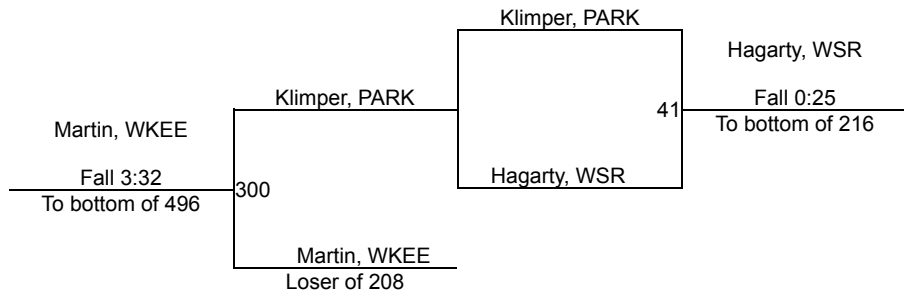 Klimper, PARK
Hagarty, WSR
Klimper, PARK
41
Fall 0:25
To bottom of 216
Martin, WKEE
Fall 3:32
300
To bottom of 496
Hagarty, WSR
Martin, WKEE
Loser of 208